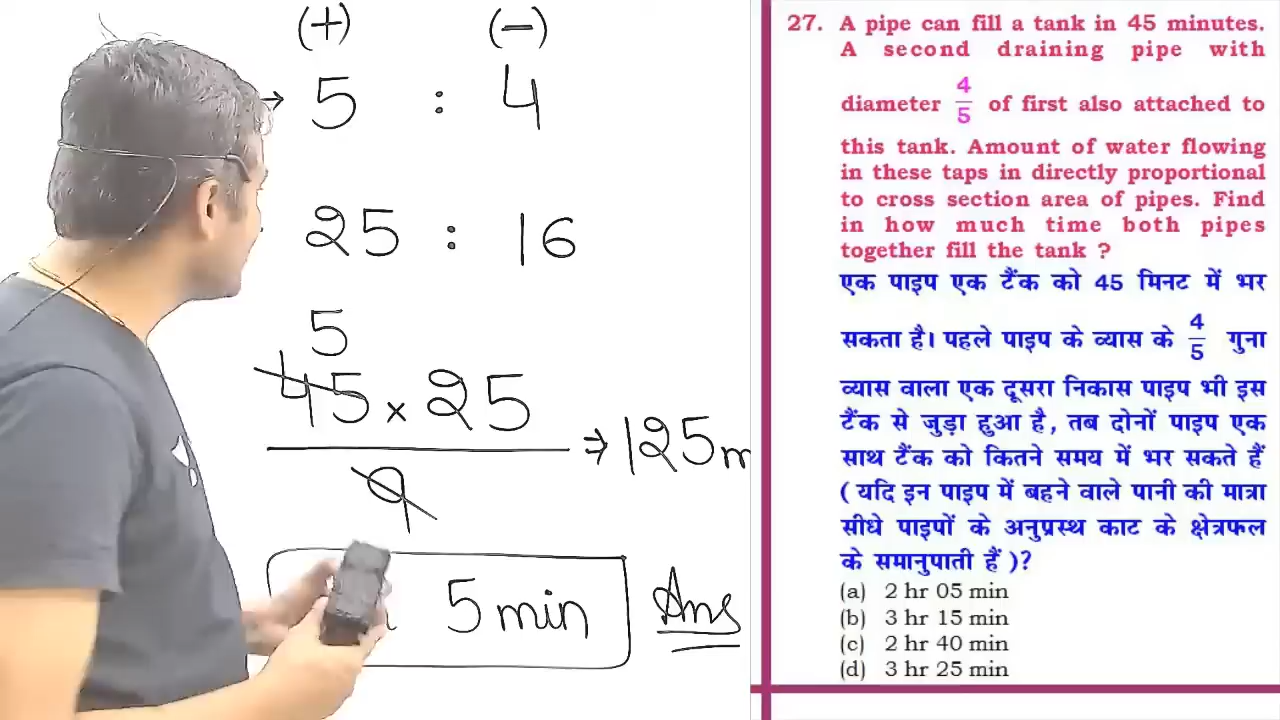 (+) (−)
→ 5 : 4
25 : 16
5
45 × 25
9
⇒ 125m
5 min
Ans
27. A pipe can fill a tank in 45 minutes.
A second draining pipe with
diameter 4/5 of first also attached to
this tank. Amount of water flowing
in these taps in directly proportional
to cross section area of pipes. Find
in how much time both pipes
together fill the tank ?
एक पाइप एक टैंक को 45 मिनट में भर
सकता है। पहले पाइप के व्यास के 4/5 गुना
व्यास वाला एक दूसरा निकास पाइप भी इस
टैंक से जुड़ा हुआ है, तब दोनों पाइप एक
साथ टैंक को कितने समय में भर सकते हैं
( यदि इन पाइप में बहने वाले पानी की मात्रा
सीधे पाइपों के अनुप्रस्थ काट के क्षेत्रफल
के समानुपाती हैं )?
(a) 2 hr 05 min
(b) 3 hr 15 min
(c) 2 hr 40 min
(d) 3 hr 25 min